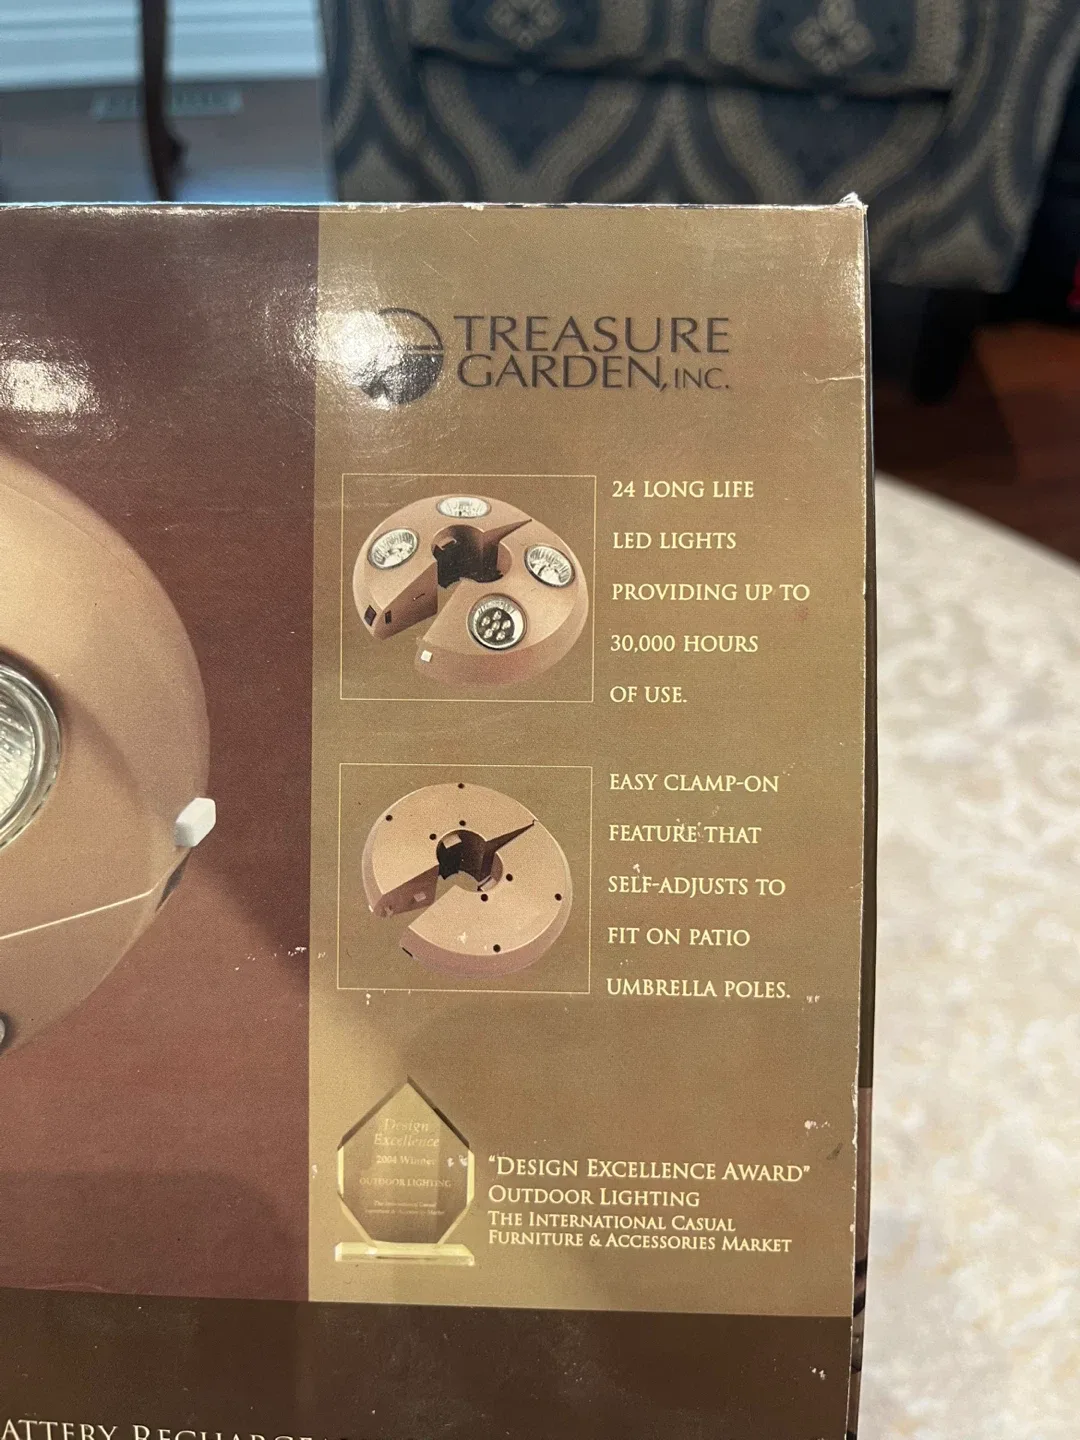 TREASURE
GARDEN, INC.
24 LONG LIFE
LED LIGHTS
PROVIDING UP TO
30,000 HOURS
OF USE.
EASY CLAMP-ON
FEATURE THAT
SELF-ADJUSTS TO
FIT ON PATIO
UMBRELLA POLES.
Design
Excellence
2004 Winner
OUTDOOR LIGHTING
"DESIGN EXCELLENCE AWARD"
OUTDOOR LIGHTING
THE INTERNATIONAL CASUAL
FURNITURE & ACCESSORIES MARKET
ATTERY RECHARGE